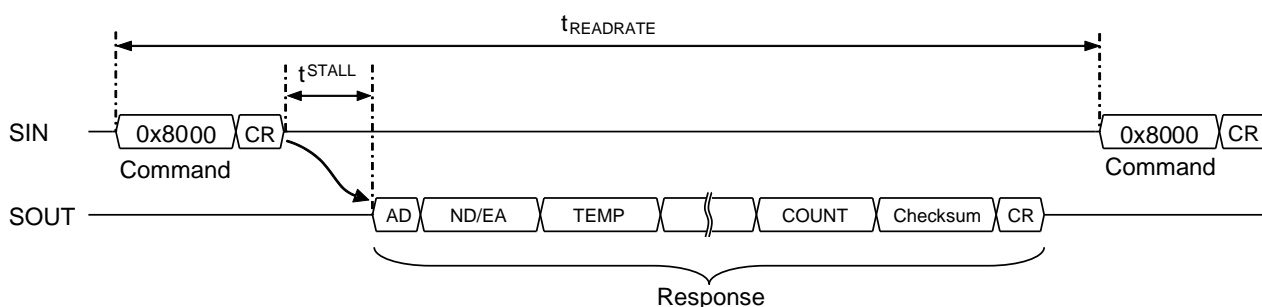 tREADRATE
tSTALL
SIN 0x8000 CR 0x8000 CR
Command Command
SOUT AD ND/EA TEMP COUNT Checksum CR
Response